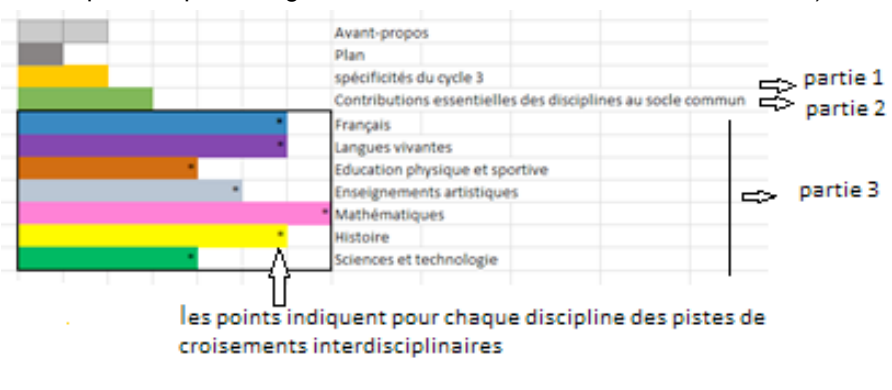 Avant-propos
Plan
spécificités du cycle 3
partie 1
Contributions essentielles des disciplines au socle commun
partie 2
Français
Langues vivantes
Education physique et sportive
Enseignements artistiques
partie 3
Mathématiques
Histoire
Sciences et technologie
les points indiquent pour chaque discipline des pistes de
croisements interdisciplinaires